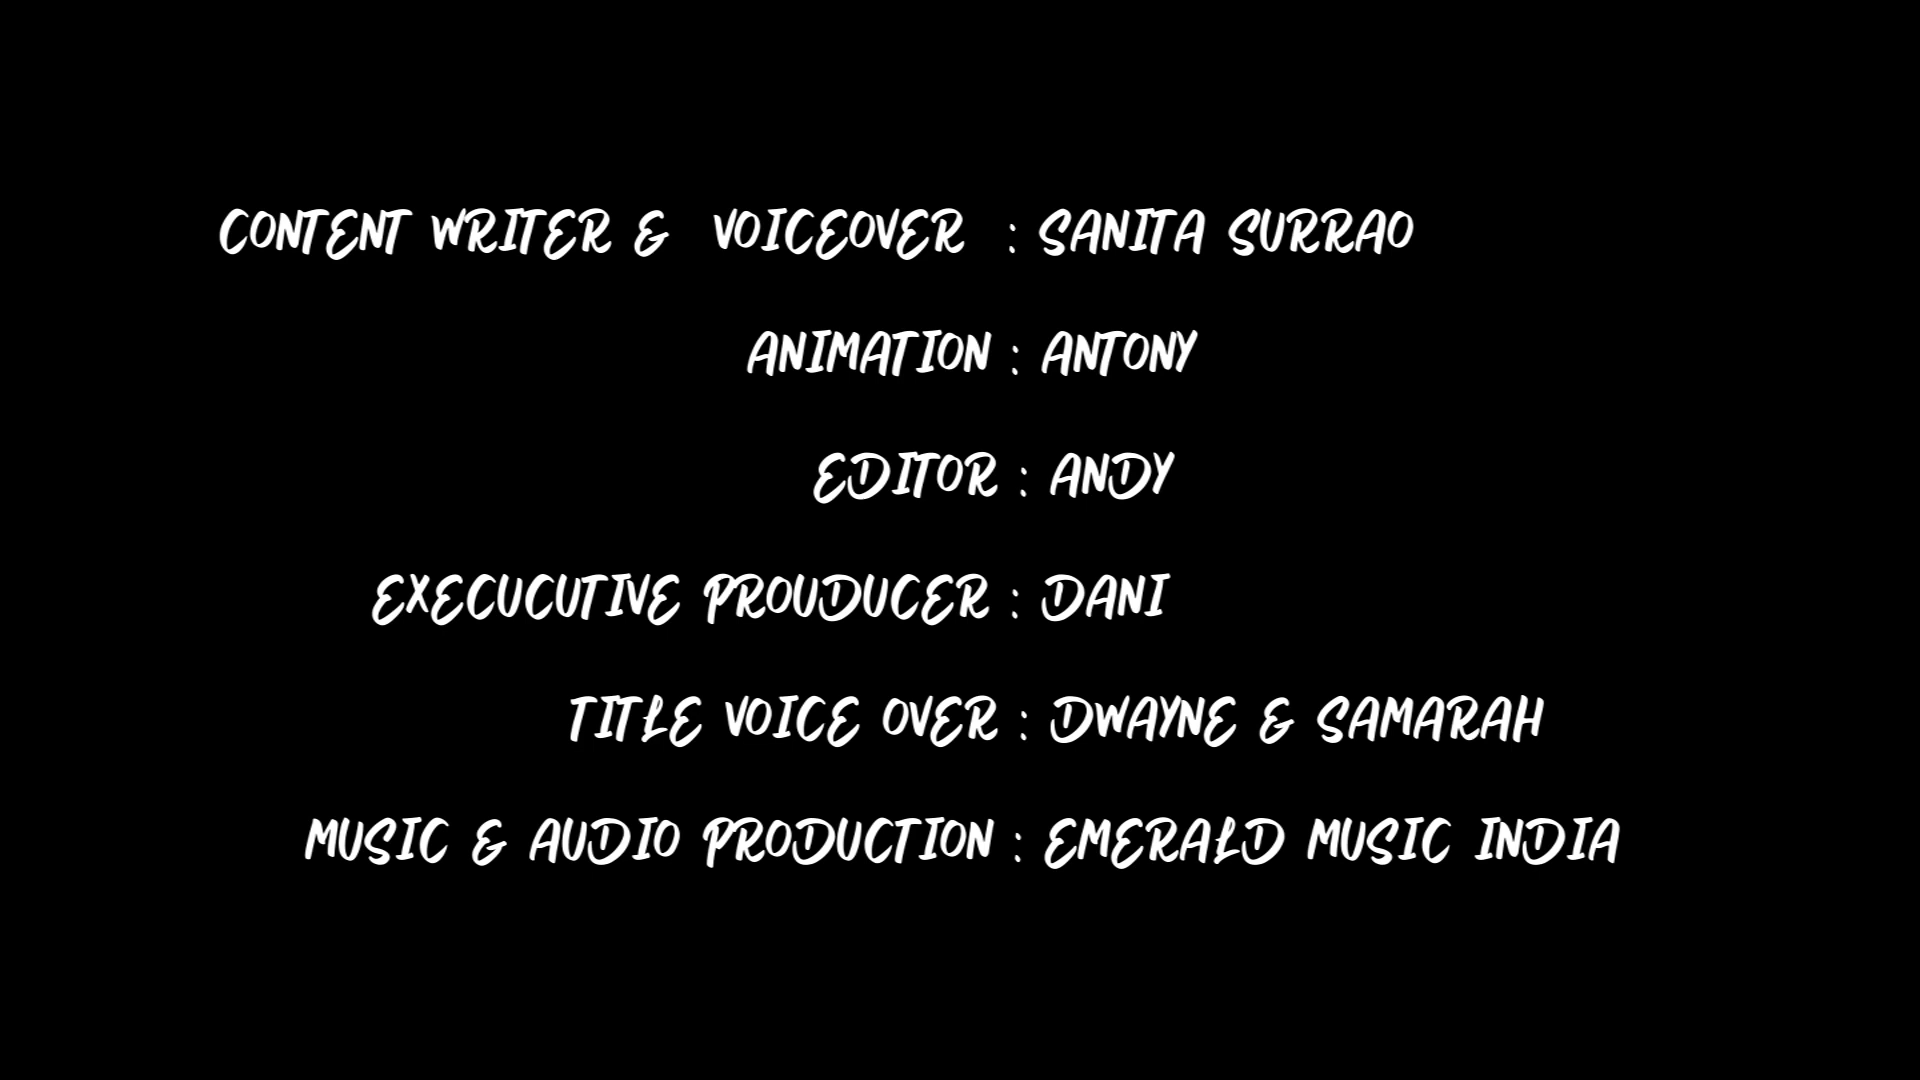 CONTENT WRITER & VOICEOVER : SANITA SURRAO
ANIMATION : ANTONY
EDITOR : ANDY
EXECUCUTIVE PROUDUCER : DANI
TITLE VOICE OVER : DWAYNE & SAMARAH
MUSIC & AUDIO PRODUCTION : EMERALD MUSIC INDIA